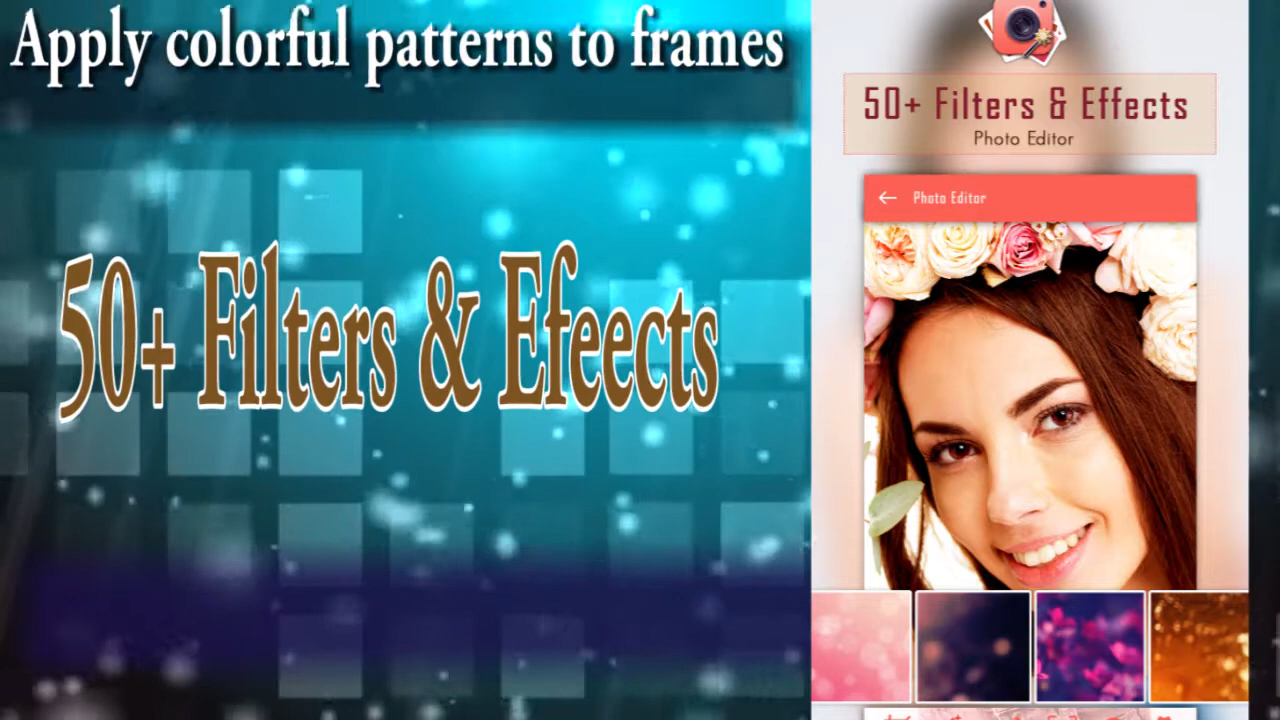 Apply colorful patterns to frames
50+ Filters & Efeects
50+ Filters & Effects
Photo Editor
Photo Editor